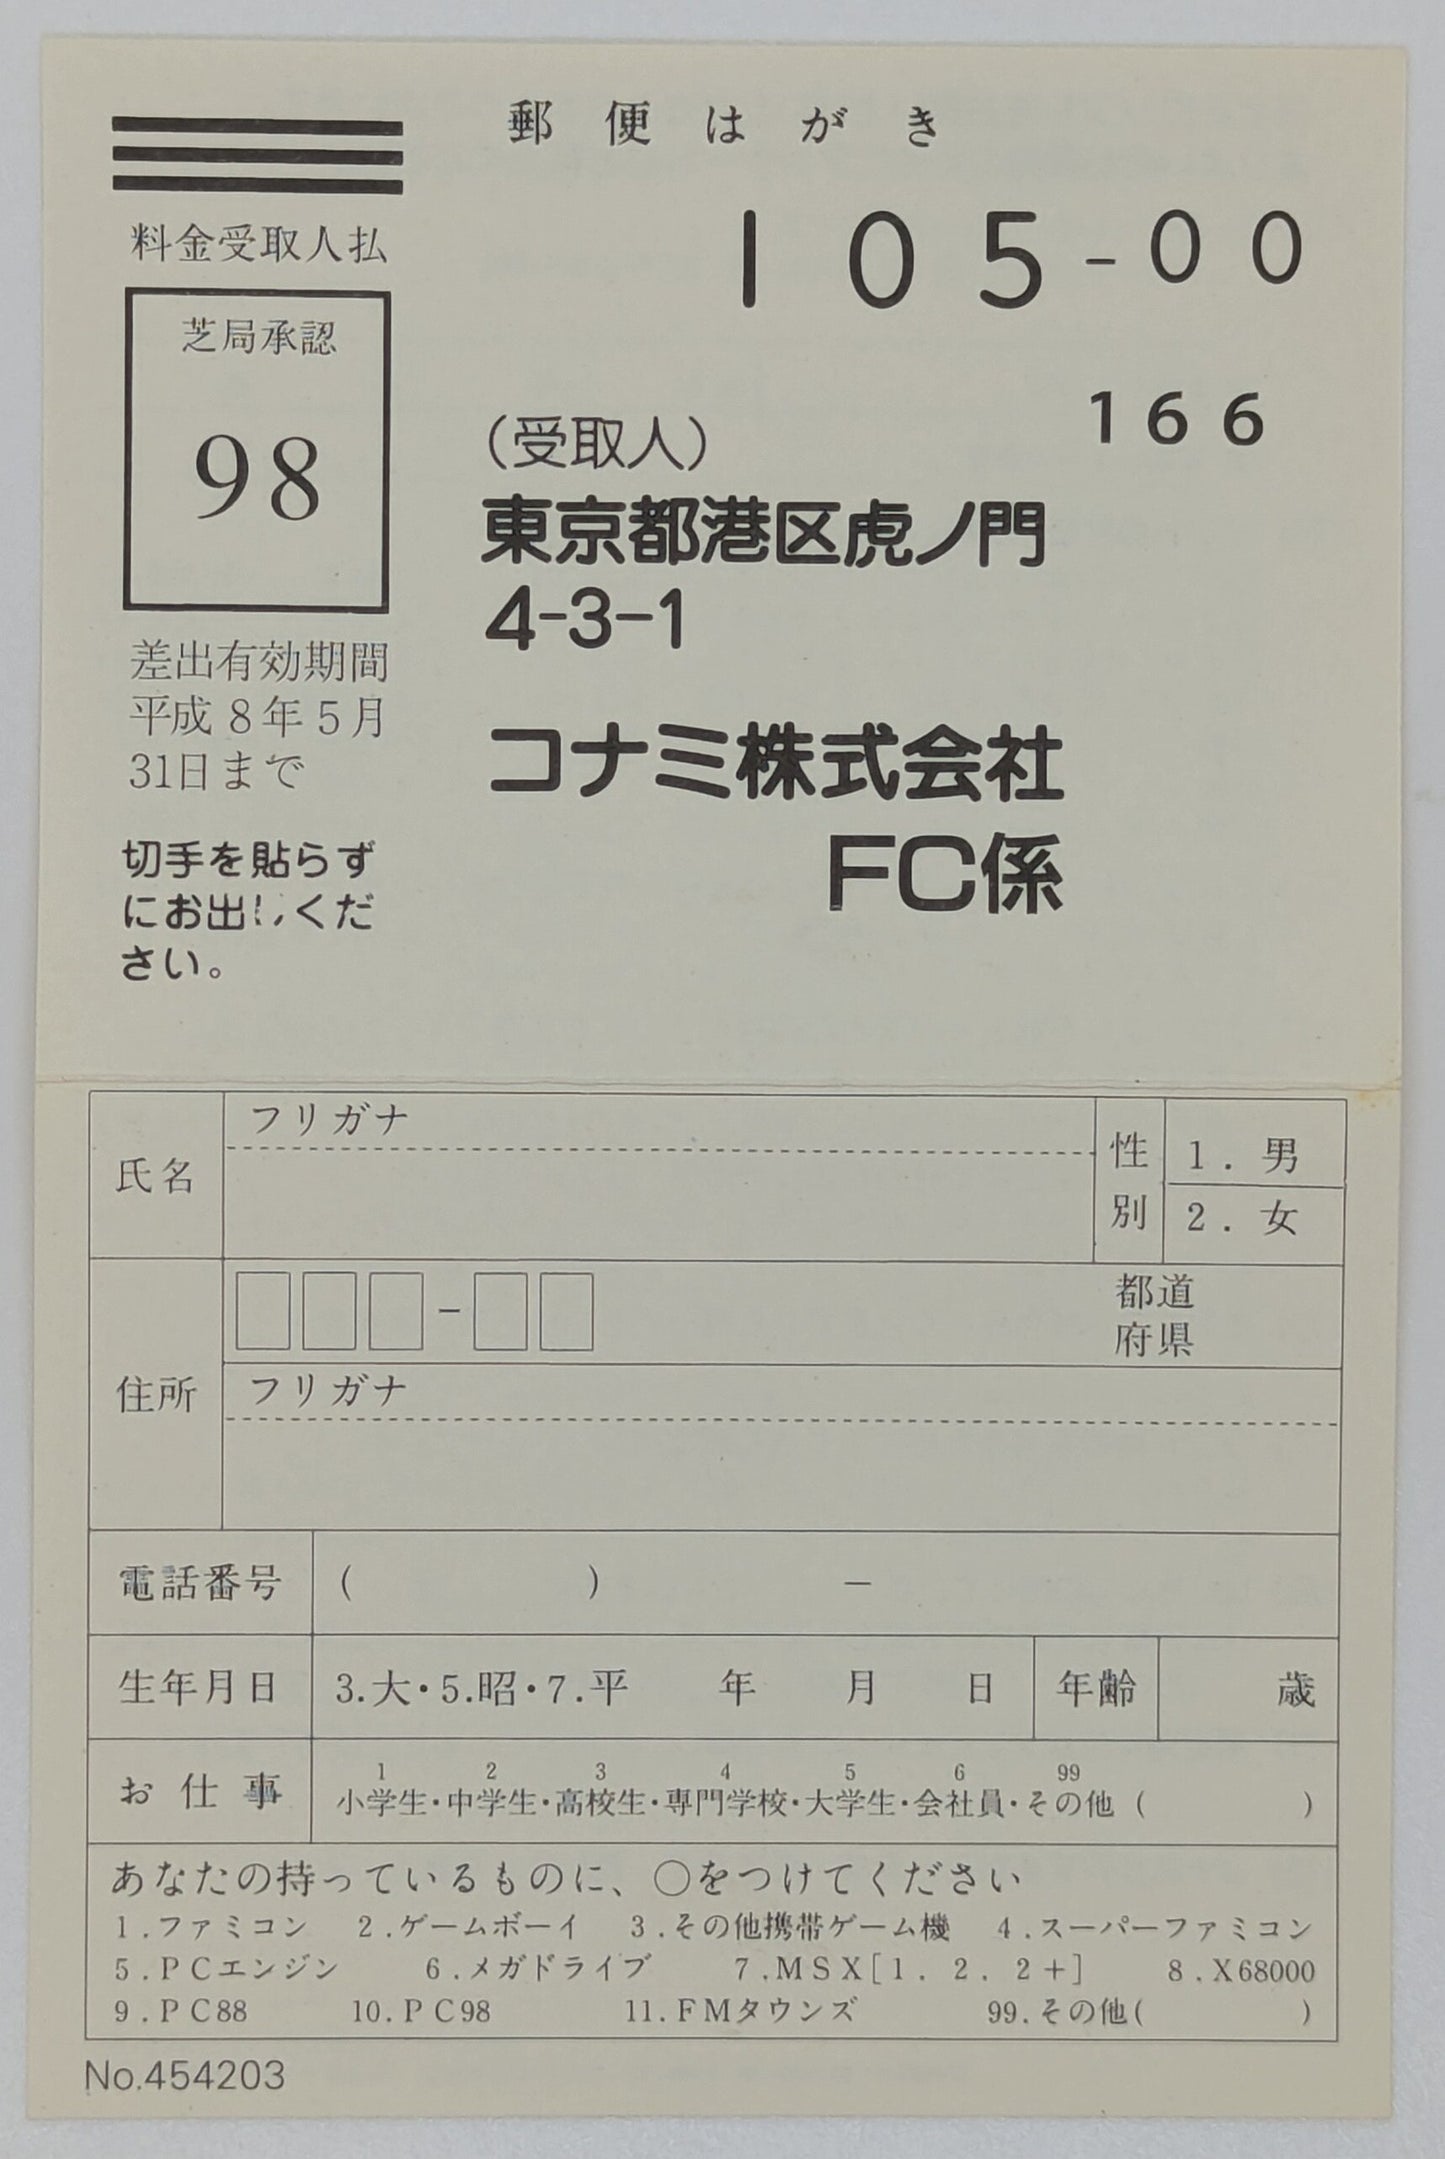 郵便はがき
料金受取人払
芝局承認
98
差出有効期間
平成8年5月
31日まで
切手を貼らず
にお出しくだ
さい。
105-00
166
(受取人)
東京都港区虎ノ門
4-3-1
コナミ株式会社
FC係
氏名 フリガナ 性別 1.男 2.女
住所 - 都道府県
フリガナ
電話番号 ( ) －
生年月日 3.大・5.昭・7.平 年 月 日 年齢 歳
1 2 3 4 5 6 99
お仕事 小学生・中学生・高校生・専門学校・大学生・会社員・その他 ( )
あなたの持っているものに、○をつけてください
1.ファミコン 2.ゲームボーイ 3.その他携帯ゲーム機 4.スーパーファミコン
5.PCエンジン 6.メガドライブ 7.MSX[1.2.2+] 8.X68000
9.PC88 10.PC98 11.FMタウンズ 99.その他( )
No.454203